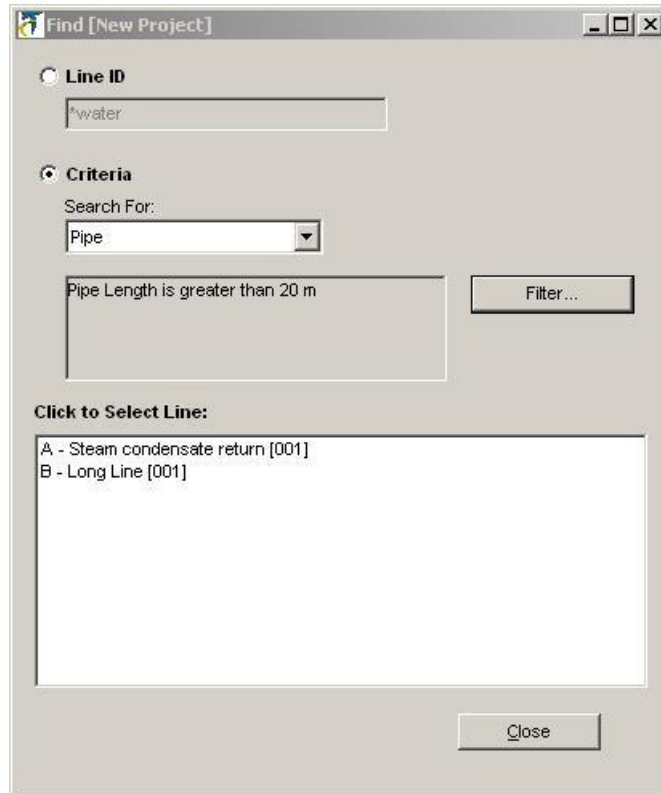 Find [New Project]
Line ID
*water
Criteria
Search For:
Pipe
Pipe Length is greater than 20 m
Filter...
Click to Select Line:
A - Steam condensate return [001]
B - Long Line [001]
Close